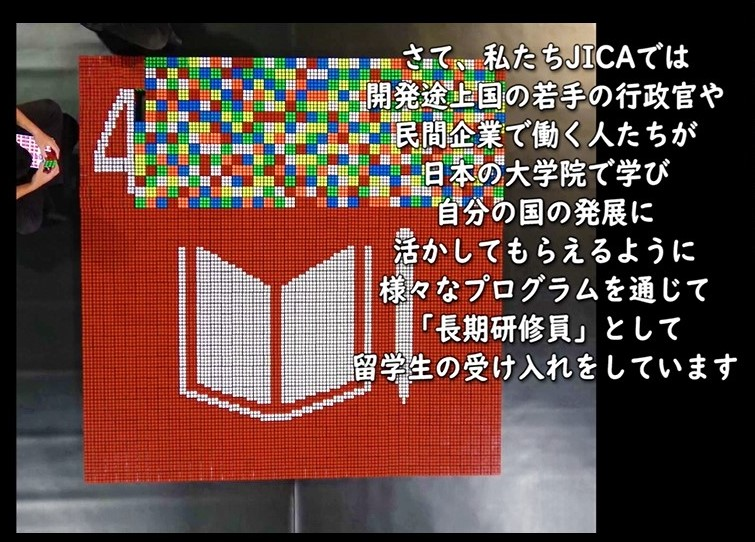 さて、私たちJICAでは
開発途上国の若手の行政官や
民間企業で働く人たちが
日本の大学院で学び
自分の国の発展に
活かしてもらえるように
様々なプログラムを通じて
「長期研修員」として
留学生の受け入れをしています
4